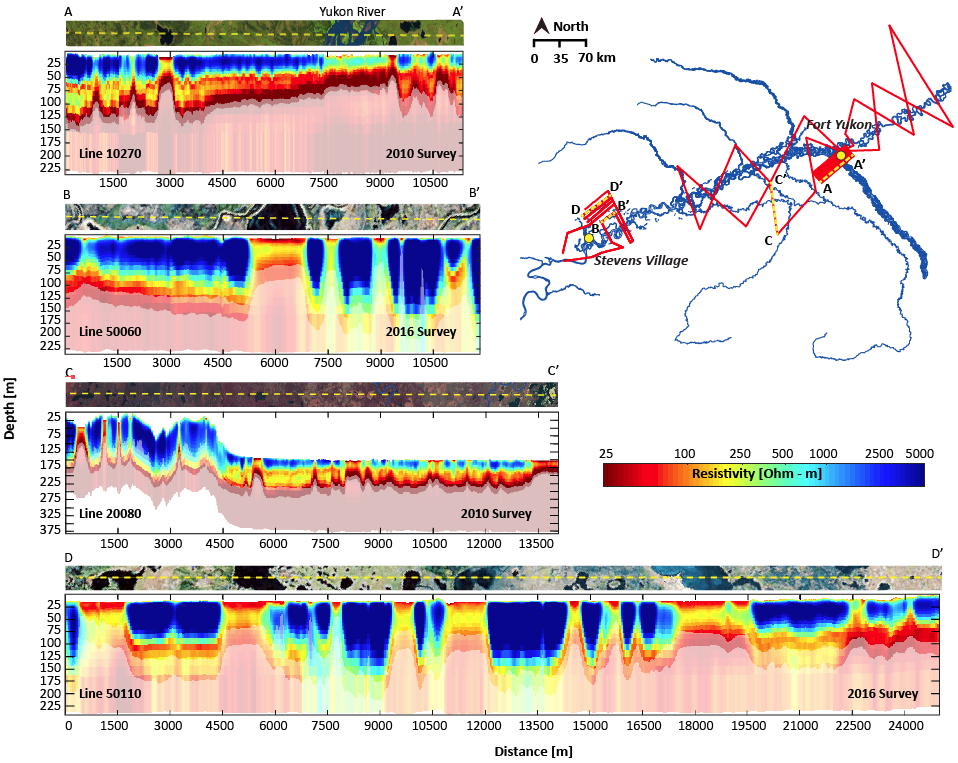 A Yukon River A′
25
50
75
100
125
150
175
200
225
Line 10270 2010 Survey
1500 3000 4500 6000 7500 9000 10500
B B′
25
50
75
100
125
150
175
200
225
Line 50060 2016 Survey
1500 3000 4500 6000 7500 9000 10500
C C′
25
75
125
175
225
275
325
375
Line 20080 2010 Survey
1500 3000 4500 6000 7500 9000 10500 12000 13500
D D′
25
50
75
100
125
150
175
200
225
Line 50110 2016 Survey
0 1500 3000 4500 6000 7500 9000 10500 12000 13500 15000 16500 18000 19500 21000 22500 24000
Depth [m]
Distance [m]
North
0 35 70 km
Fort Yukon
A′
A
C′
C
D′
D
B′
B
Stevens Village
25 100 250 500 1000 2500 5000
Resistivity [Ohm - m]